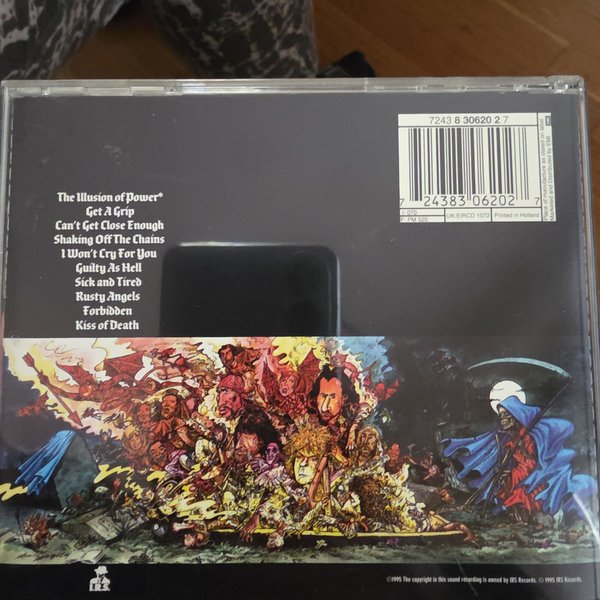 7243 8 30620 2 7
7 24383 06202 7
F: PM 520
UK:EIRCD 1072
Printed in Holland
The Illusion of Power*
Get A Grip
Can't Get Close Enough
Shaking Off The Chains
I Won't Cry For You
Guilty As Hell
Sick and Tired
Rusty Angels
Forbidden
Kiss of Death
I.R.S.
©1995 The copyright in this sound recording is owned by IRS Records. © 1995 IRS Records.